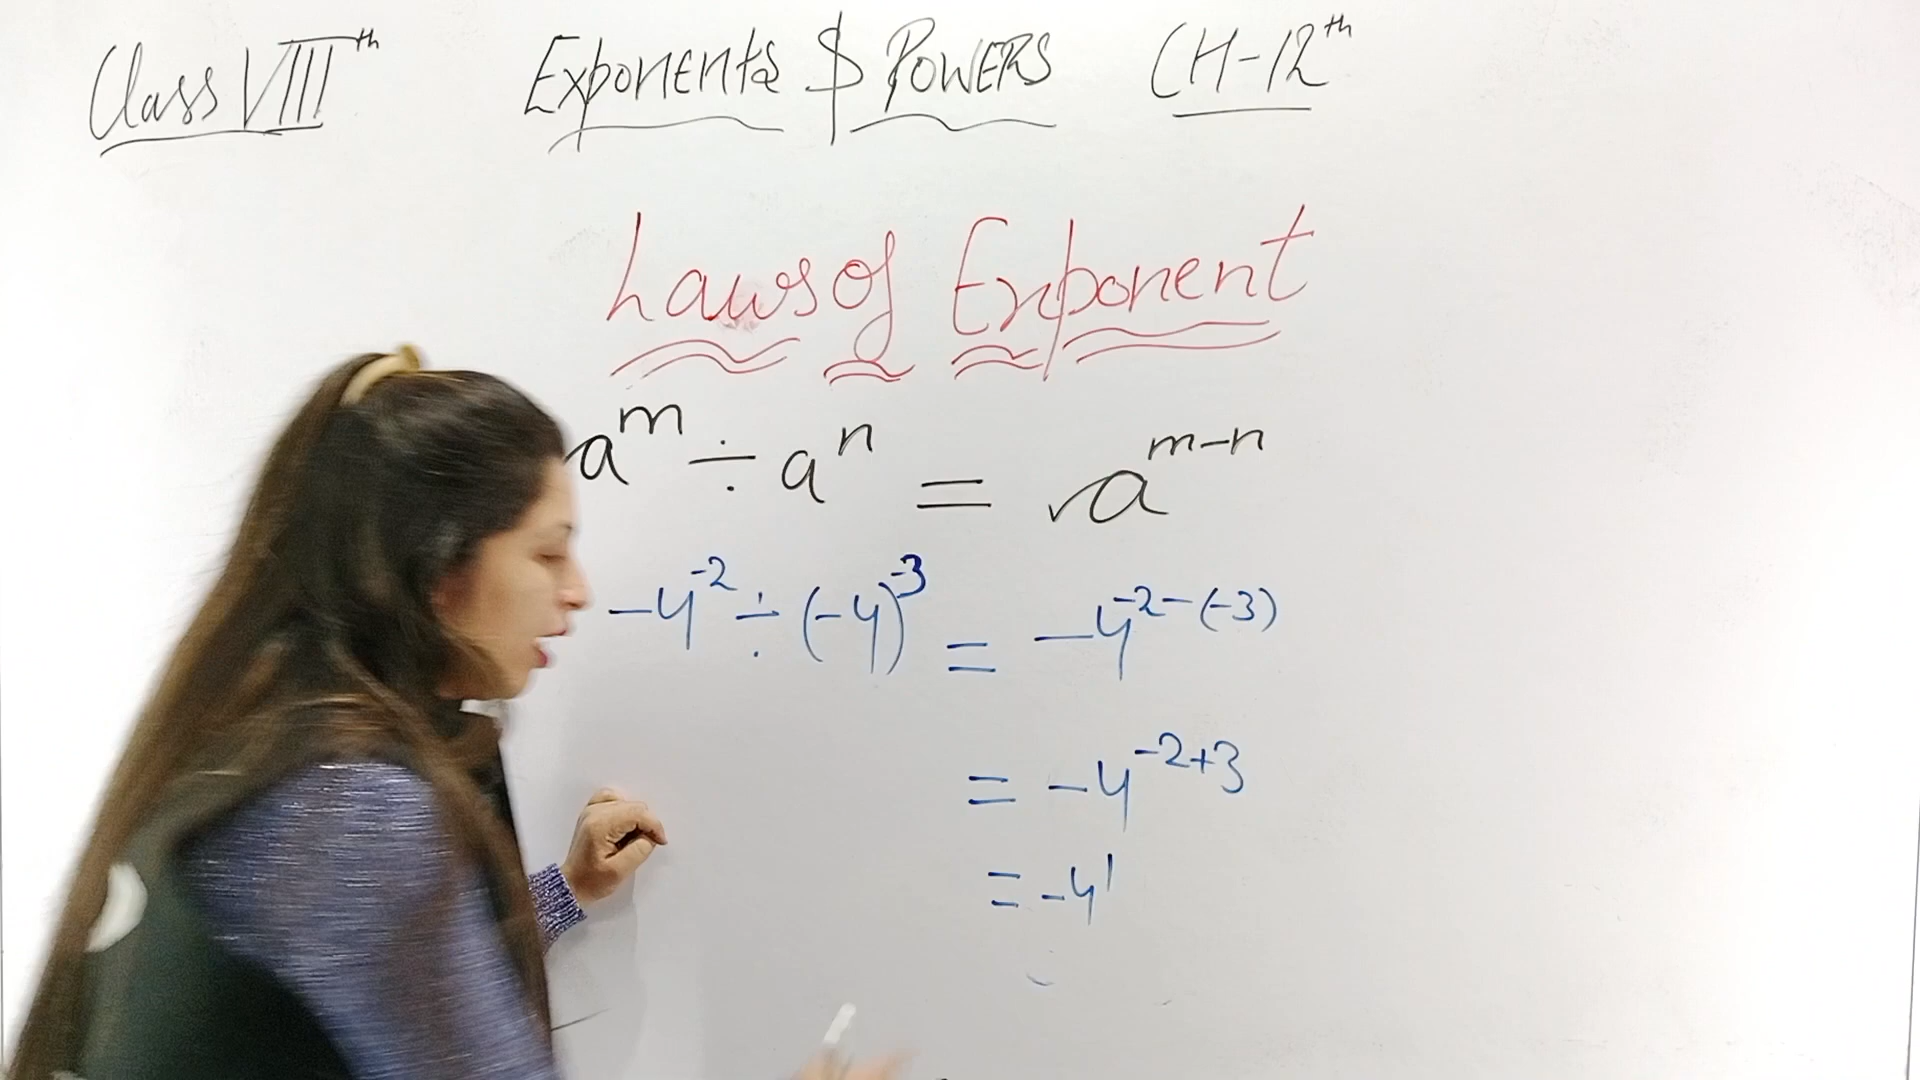 Class VIIIth Exponents & POWERS CH-12th
Laws of Exponent
a^m ÷ a^n = a^{m-n}
-4^{-2} ÷ (-4)^{-3} = -4^{-2-(-3)}
= -4^{-2+3}
= -4^1